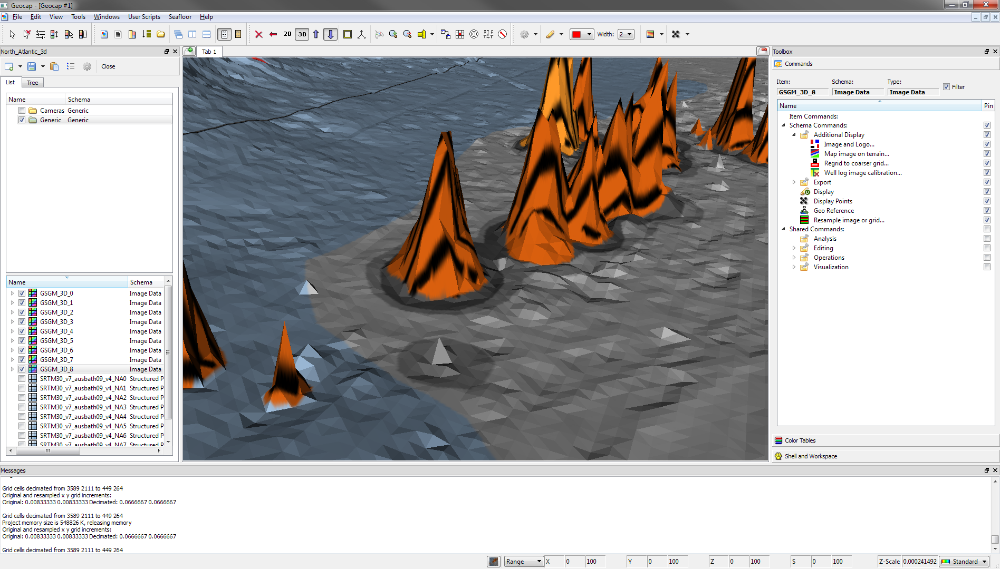 Geocap - [Geocap #1]
File Edit View Tools Windows User Scripts Seafloor Help
2D 3D Width: 2
North_Atlantic_3d
Close
List Tree
Name Schema
Cameras Generic
Generic Generic
Name Schema
GSGM_3D_0 Image Data
GSGM_3D_1 Image Data
GSGM_3D_2 Image Data
GSGM_3D_3 Image Data
GSGM_3D_4 Image Data
GSGM_3D_5 Image Data
GSGM_3D_6 Image Data
GSGM_3D_7 Image Data
GSGM_3D_8 Image Data
SRTM30_v7_ausbath09_v4_NA0 Structured P
SRTM30_v7_ausbath09_v4_NA1 Structured P
SRTM30_v7_ausbath09_v4_NA2 Structured P
SRTM30_v7_ausbath09_v4_NA3 Structured P
SRTM30_v7_ausbath09_v4_NA4 Structured P
SRTM30_v7_ausbath09_v4_NA5 Structured P
SRTM30_v7_ausbath09_v4_NA6 Structured P
SRTM30_v7_ausbath09_v4_NA7 Structured P
Tab 1
Toolbox
Commands
Item: Schema: Type:
GSGM_3D_8 Image Data Image Data Filter
Name Pin
Item Commands:
Schema Commands:
Additional Display
Image and Logo...
Map image on terrain...
Regrid to coarser grid...
Well log image calibration...
Export
Display
Display Points
Geo Reference
Resample image or grid...
Shared Commands:
Analysis
Editing
Operations
Visualization
Color Tables
Shell and Workspace
Messages
Grid cells decimated from 3589 2111 to 449 264
Original and resampled x y grid increments:
Original: 0.00833333 0.00833333 Decimated: 0.0666667 0.0666667
Grid cells decimated from 3589 2111 to 449 264
Project memory size is 548826 K, releasing memory
Original and resampled x y grid increments:
Original: 0.00833333 0.00833333 Decimated: 0.0666667 0.0666667
Grid cells decimated from 3589 2111 to 449 264
Range X 0 100 Y 0 100 Z 0 100 S 0 100 Z-Scale 0.000241492 Standard